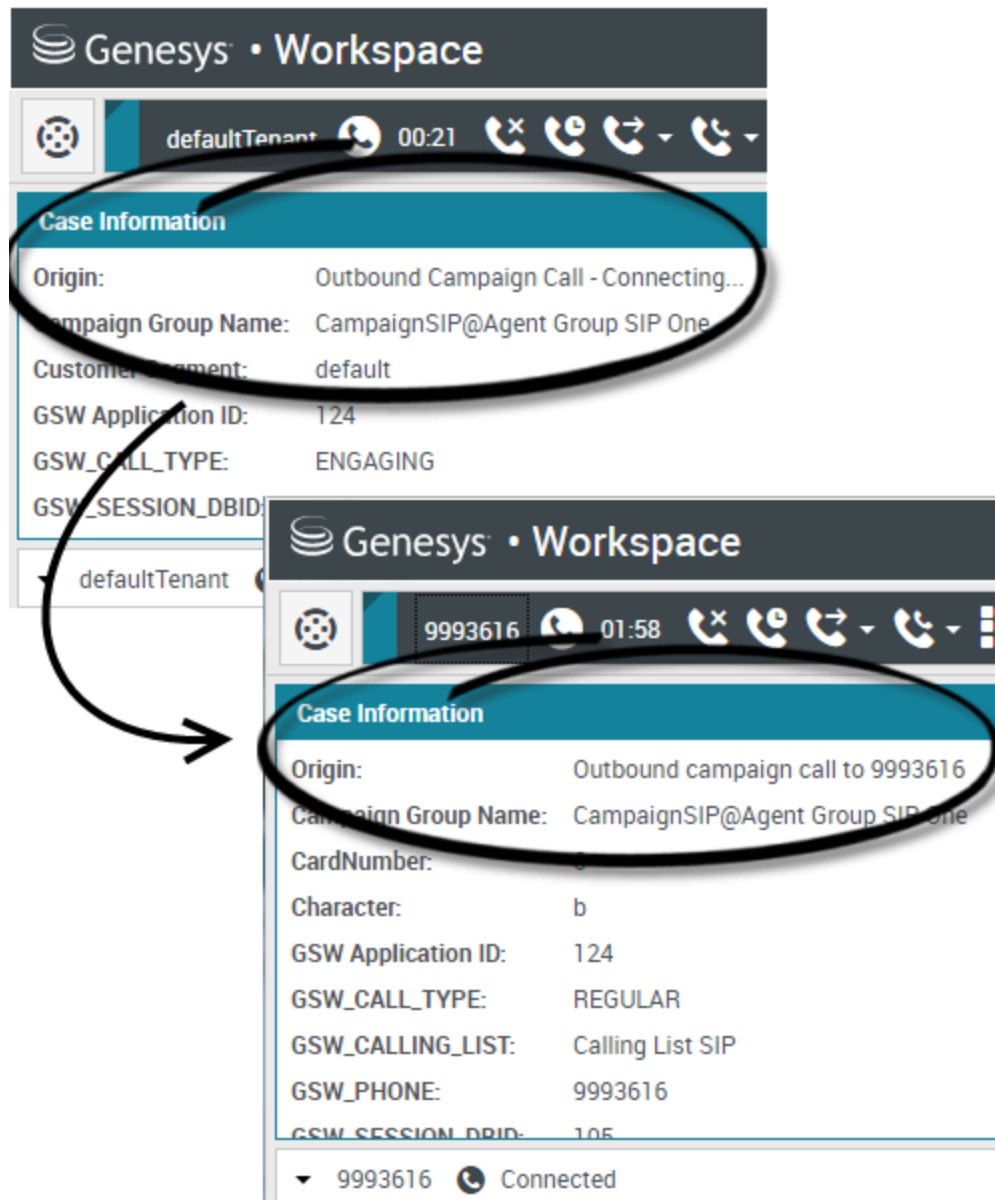 Genesys • Workspace
defaultTenant 00:21
Case Information
Origin: Outbound Campaign Call - Connecting...
Campaign Group Name: CampaignSIP@Agent Group SIP One
Customer Segment: default
GSW Application ID: 124
GSW_CALL_TYPE: ENGAGING
GSW_SESSION_DBID:
defaultTenant
Genesys • Workspace
9993616 01:58
Case Information
Origin: Outbound campaign call to 9993616
Campaign Group Name: CampaignSIP@Agent Group SIP One
CardNumber:
Character: b
GSW Application ID: 124
GSW_CALL_TYPE: REGULAR
GSW_CALLING_LIST: Calling List SIP
GSW_PHONE: 9993616
GSW_SESSION_DBID: 105
9993616 Connected